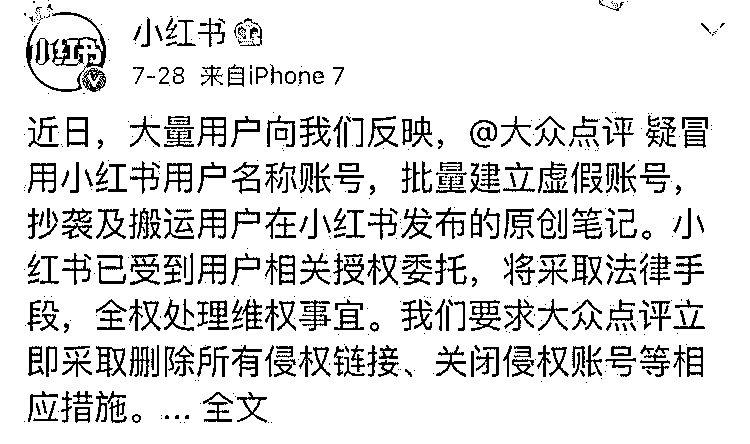 小红书
小红书
7-28 来自iPhone 7
近日，大量用户向我们反映，@大众点评 疑冒
用小红书用户名称账号，批量建立虚假账号，
抄袭及搬运用户在小红书发布的原创笔记。小
红书已受到用户相关授权委托，将采取法律手
段，全权处理维权事宜。我们要求大众点评立
即采取删除所有侵权链接、关闭侵权账号等相
应措施。... 全文